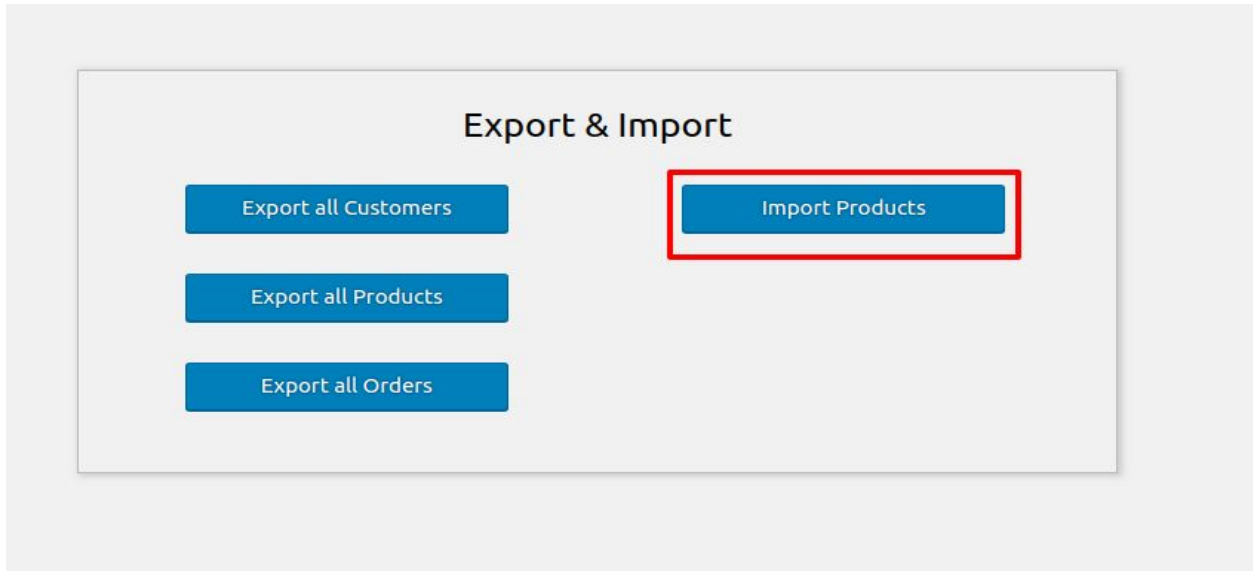 Export & Import
Export all Customers
Import Products
Export all Products
Export all Orders